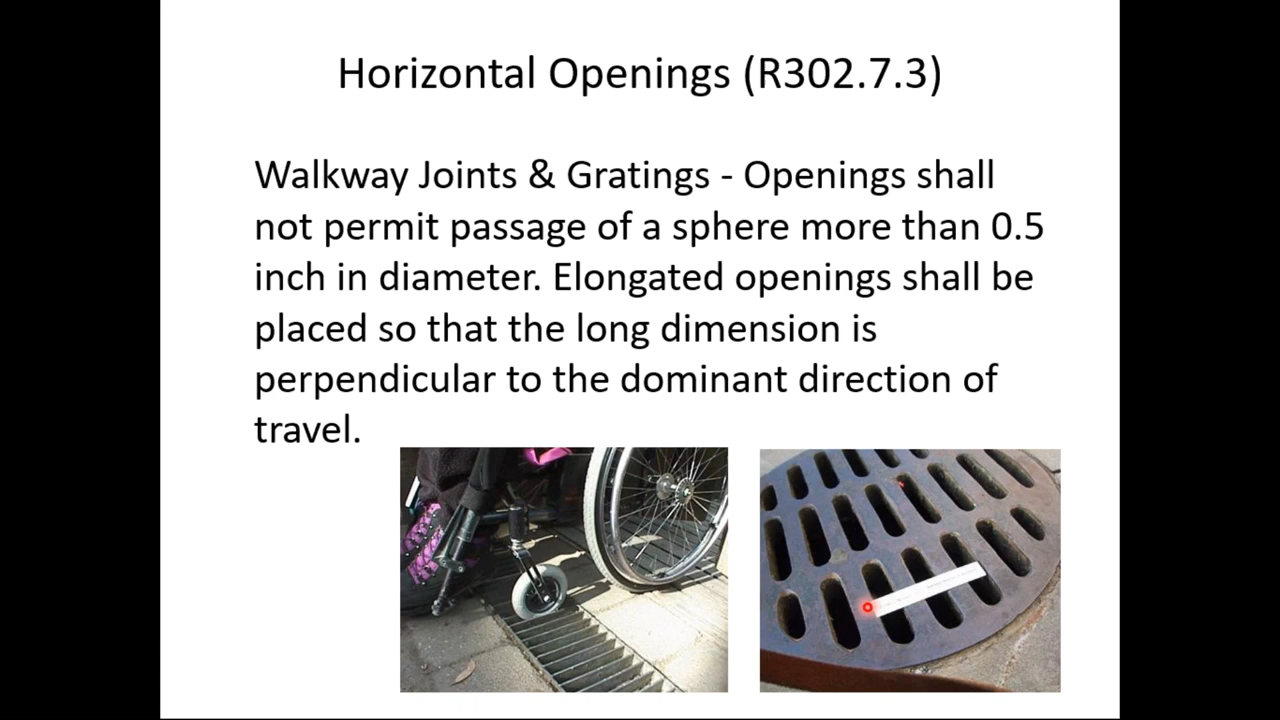 Horizontal Openings (R302.7.3)
Walkway Joints & Gratings - Openings shall
not permit passage of a sphere more than 0.5
inch in diameter. Elongated openings shall be
placed so that the long dimension is
perpendicular to the dominant direction of
travel.